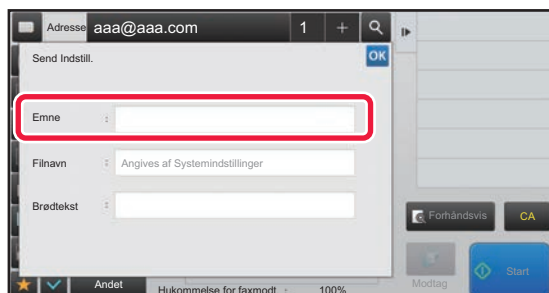 Adresse aaa@aaa.com 1 +
Send Indstill. OK
Emne :
Filnavn : Angives af Systemindstillinger
Brødtekst :
Forhåndsvis CA
Andet Hukommelse for faxmodt. : 100% Modtag Start